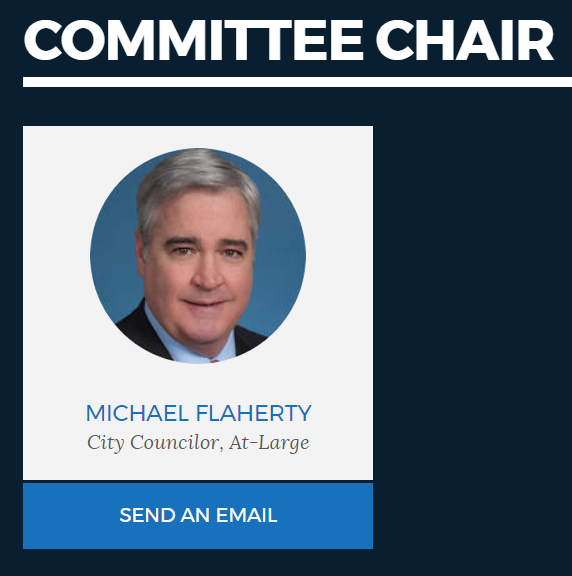 COMMITTEE CHAIR
MICHAEL FLAHERTY
City Councilor, At-Large
SEND AN EMAIL